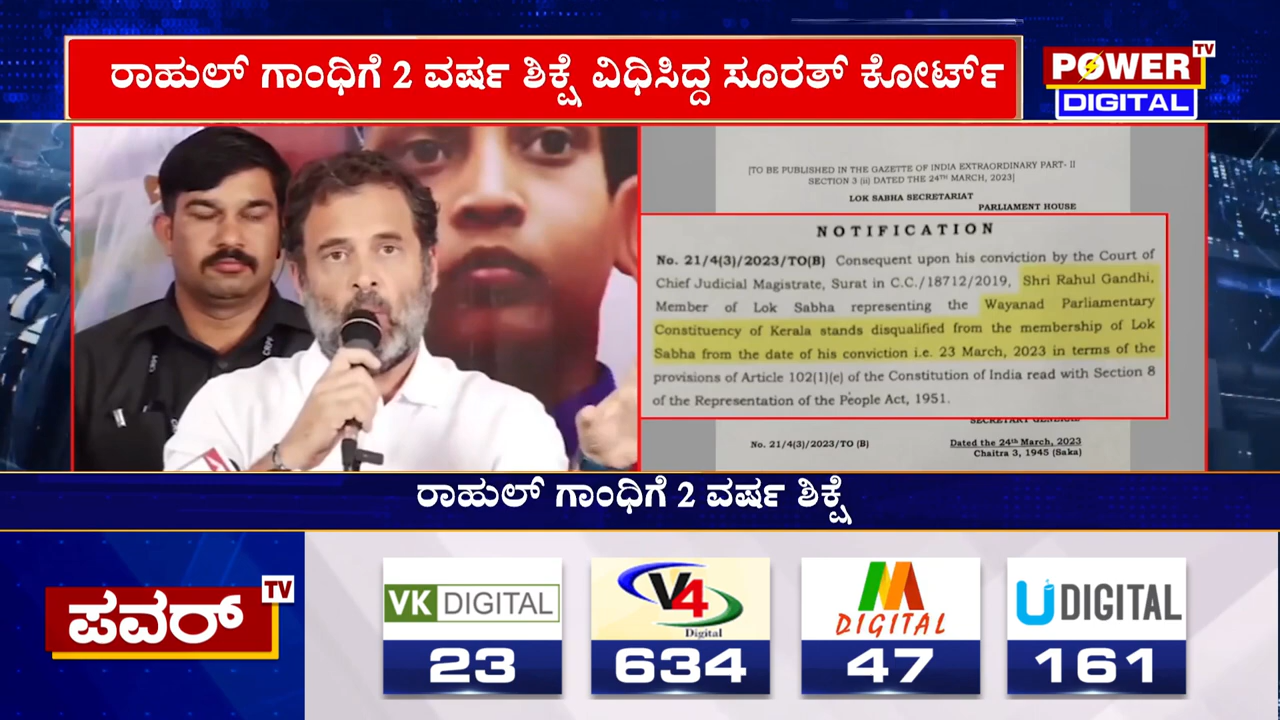 ರಾಹುಲ್ ಗಾಂಧಿಗೆ 2 ವರ್ಷ ಶಿಕ್ಷೆ ವಿಧಿಸಿದ್ದ ಸೂರತ್ ಕೋರ್ಟ್
POWER TV
DIGITAL
[TO BE PUBLISHED IN THE GAZETTE OF INDIA EXTRAORDINARY PART- II
SECTION 3 (ii) DATED THE 24TH MARCH, 2023]
LOK SABHA SECRETARIAT
PARLIAMENT HOUSE
NOTIFICATION
No. 21/4(3)/2023/TO(B) Consequent upon his conviction by the Court of
Chief Judicial Magistrate, Surat in C.C./18712/2019, Shri Rahul Gandhi,
Member of Lok Sabha representing the Wayanad Parliamentary
Constituency of Kerala stands disqualified from the membership of Lok
Sabha from the date of his conviction i.e. 23 March, 2023 in terms of the
provisions of Article 102(1)(e) of the Constitution of India read with Section 8
of the Representation of the People Act, 1951.
No. 21/4(3)/2023/TO (B)
Dated the 24th March, 2023
Chaitra 3, 1945 (Saka)
ರಾಹುಲ್ ಗಾಂಧಿಗೆ 2 ವರ್ಷ ಶಿಕ್ಷೆ
ಪವರ್ TV
VK DIGITAL
23
V4 Digital
634
M DIGITAL
47
U DIGITAL
161